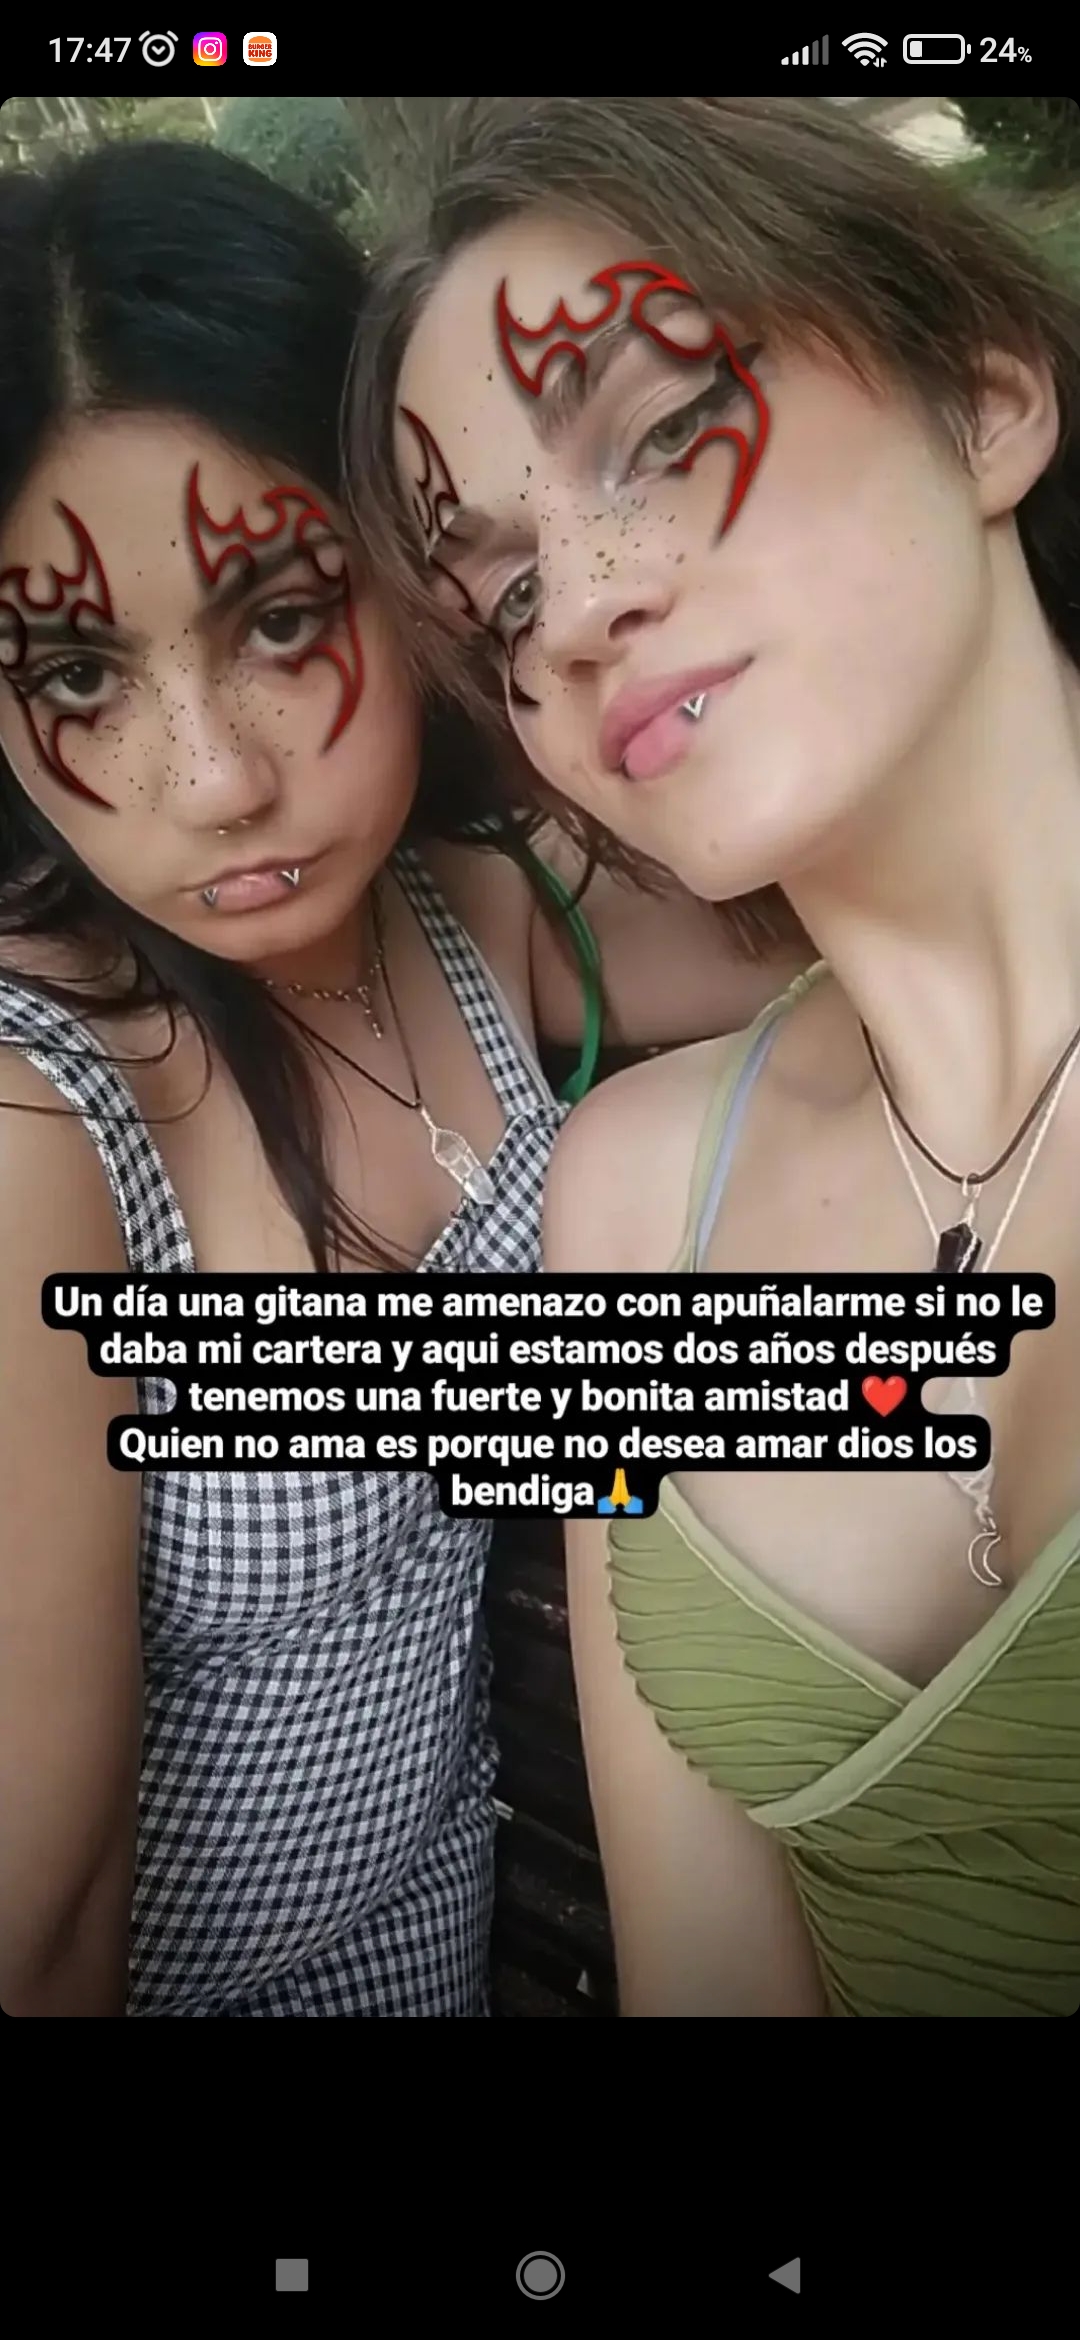 17:47
BURGER
KING
24%
Un día una gitana me amenazo con apuñalarme si no le
daba mi cartera y aqui estamos dos años después
tenemos una fuerte y bonita amistad ❤️
Quien no ama es porque no desea amar dios los
bendiga🙏